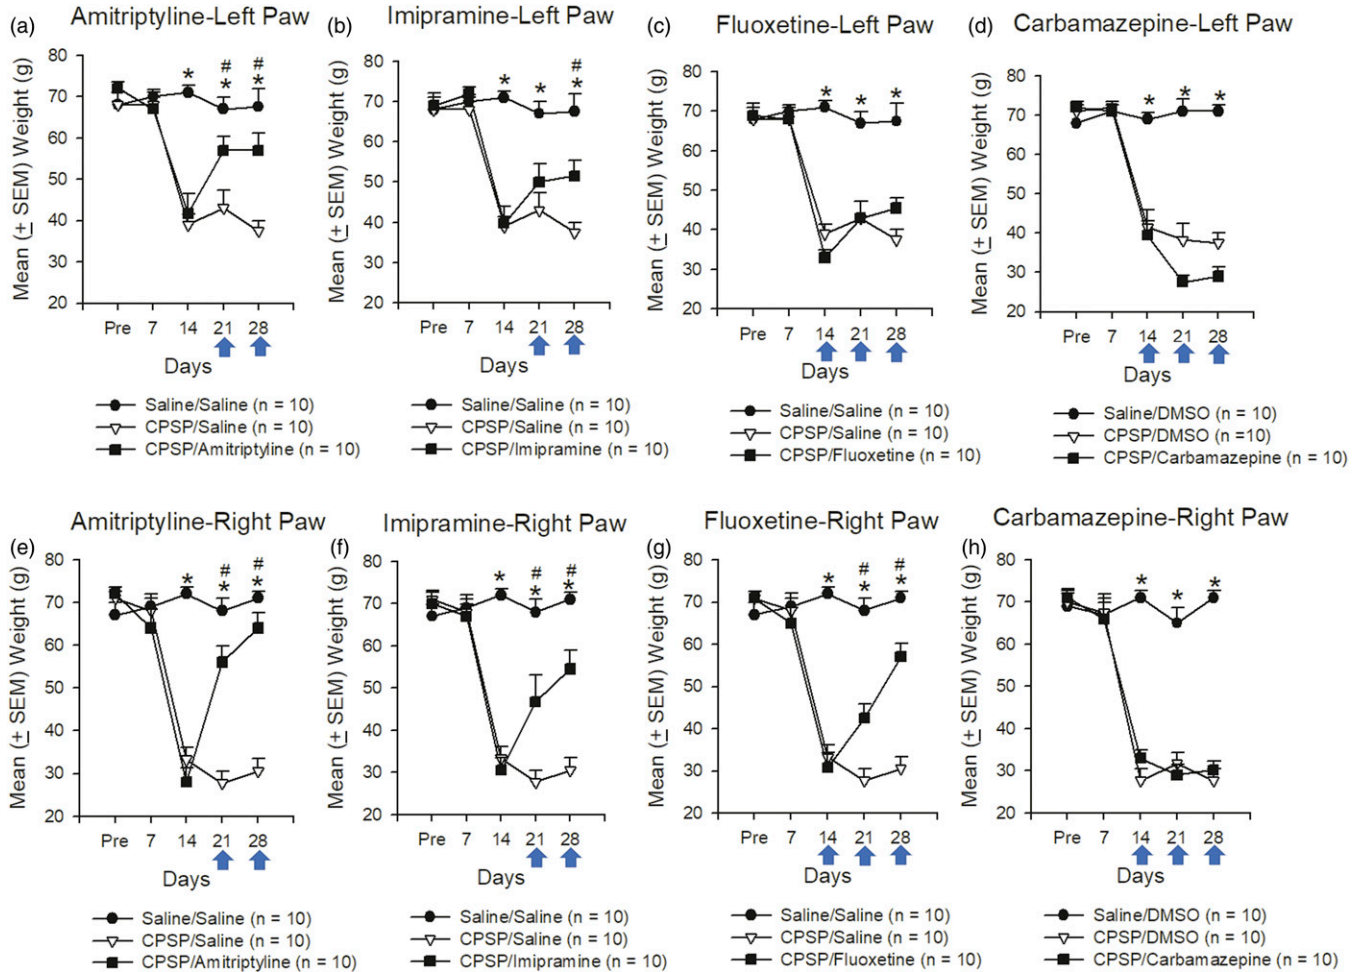 (a) Amitriptyline-Left Paw
Mean (± SEM) Weight (g)
80
70
60
50
40
30
20
* # * # *
Pre 7 14 21 28
Days
Saline/Saline (n = 10)
CPSP/Saline (n = 10)
CPSP/Amitriptyline (n = 10)
(b) Imipramine-Left Paw
Mean (± SEM) Weight (g)
80
70
60
50
40
30
20
* * # *
Pre 7 14 21 28
Days
Saline/Saline (n = 10)
CPSP/Saline (n = 10)
CPSP/Imipramine (n = 10)
(c) Fluoxetine-Left Paw
Mean (± SEM) Weight (g)
80
70
60
50
40
30
20
* * *
Pre 7 14 21 28
Days
Saline/Saline (n = 10)
CPSP/Saline (n = 10)
CPSP/Fluoxetine (n = 10)
(d) Carbamazepine-Left Paw
Mean (± SEM) Weight (g)
80
70
60
50
40
30
20
* * *
Pre 7 14 21 28
Days
Saline/DMSO (n = 10)
CPSP/DMSO (n =10)
CPSP/Carbamazepine (n = 10)
(e) Amitriptyline-Right Paw
Mean (± SEM) Weight (g)
80
70
60
50
40
30
20
* # * # *
Pre 7 14 21 28
Days
Saline/Saline (n = 10)
CPSP/Saline (n = 10)
CPSP/Amitriptyline (n = 10)
(f) Imipramine-Right Paw
Mean (± SEM) Weight (g)
80
70
60
50
40
30
20
* # * # *
Pre 7 14 21 28
Days
Saline/Saline (n = 10)
CPSP/Saline (n = 10)
CPSP/Imipramine (n = 10)
(g) Fluoxetine-Right Paw
Mean (± SEM) Weight (g)
80
70
60
50
40
30
20
* # * # *
Pre 7 14 21 28
Days
Saline/Saline (n = 10)
CPSP/Saline (n = 10)
CPSP/Fluoxetine (n = 10)
(h) Carbamazepine-Right Paw
Mean (± SEM) Weight (g)
80
70
60
50
40
30
20
* * *
Pre 7 14 21 28
Days
Saline/DMSO (n = 10)
CPSP/DMSO (n = 10)
CPSP/Carbamazepine (n = 10)